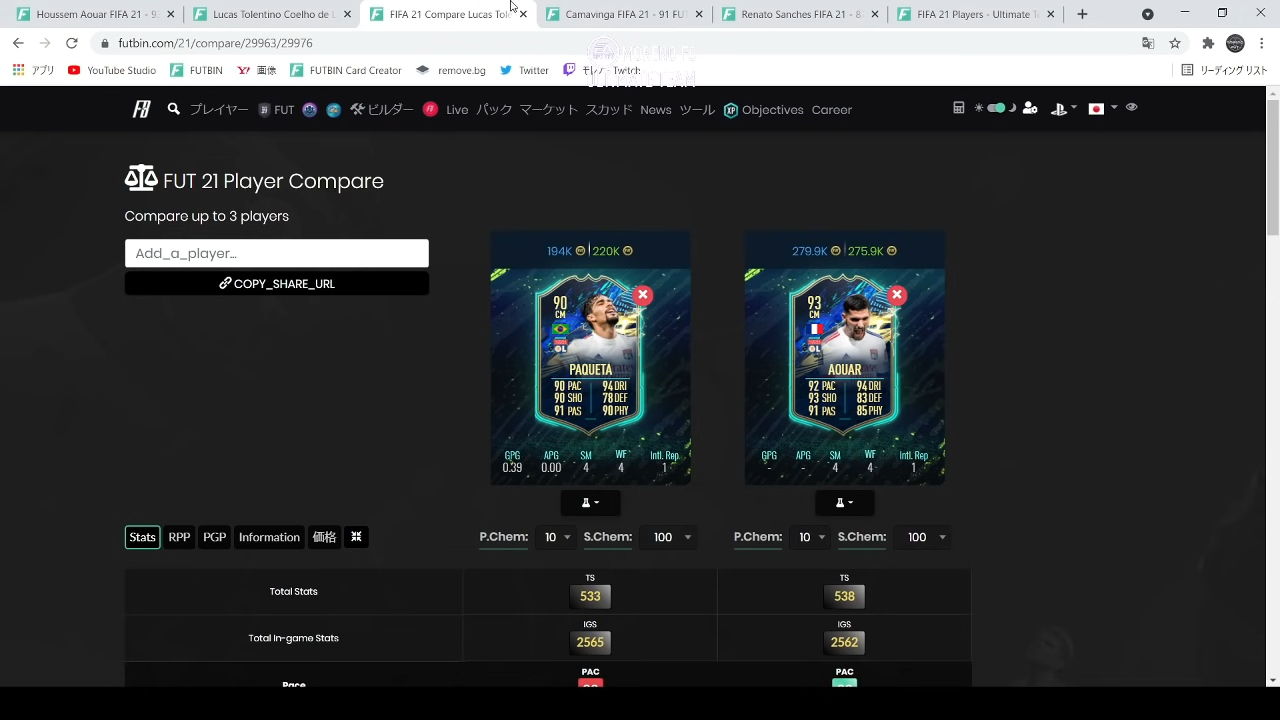 Houssem Aouar FIFA 21 - 93
Lucas Tolentino Coelho de L
FIFA 21 Compare Lucas Tole
Camavinga FIFA 21 - 91 FUT
Renato Sanches FIFA 21 - 8
FIFA 21 Players - Ultimate T
futbin.com/21/compare/29963/29976
アプリ YouTube Studio FUTBIN 画像 FUTBIN Card Creator remove.bg Twitter Twitch リーディング リスト
プレイヤー FUT ビルダー Live パック マーケット スカッド News ツール XP Objectives Career
FUT 21 Player Compare
Compare up to 3 players
Add_a_player...
COPY_SHARE_URL
194K 220K
279.9K 275.9K
90
CM
PAQUETA
90 PAC 94 DRI
90 SHO 78 DEF
91 PAS 90 PHY
GPG APG SM WF Intl. Rep
0.39 0.00 4 4 1
93
CM
AOUAR
92 PAC 94 DRI
93 SHO 83 DEF
91 PAS 85 PHY
GPG APG SM WF Intl. Rep
- - 4 4 1
Stats RPP PGP Information 価格
P.Chem: 10 S.Chem: 100
P.Chem: 10 S.Chem: 100
Total Stats
TS
533
TS
538
Total In-game Stats
IGS
2565
IGS
2562
Pace
PAC
PAC